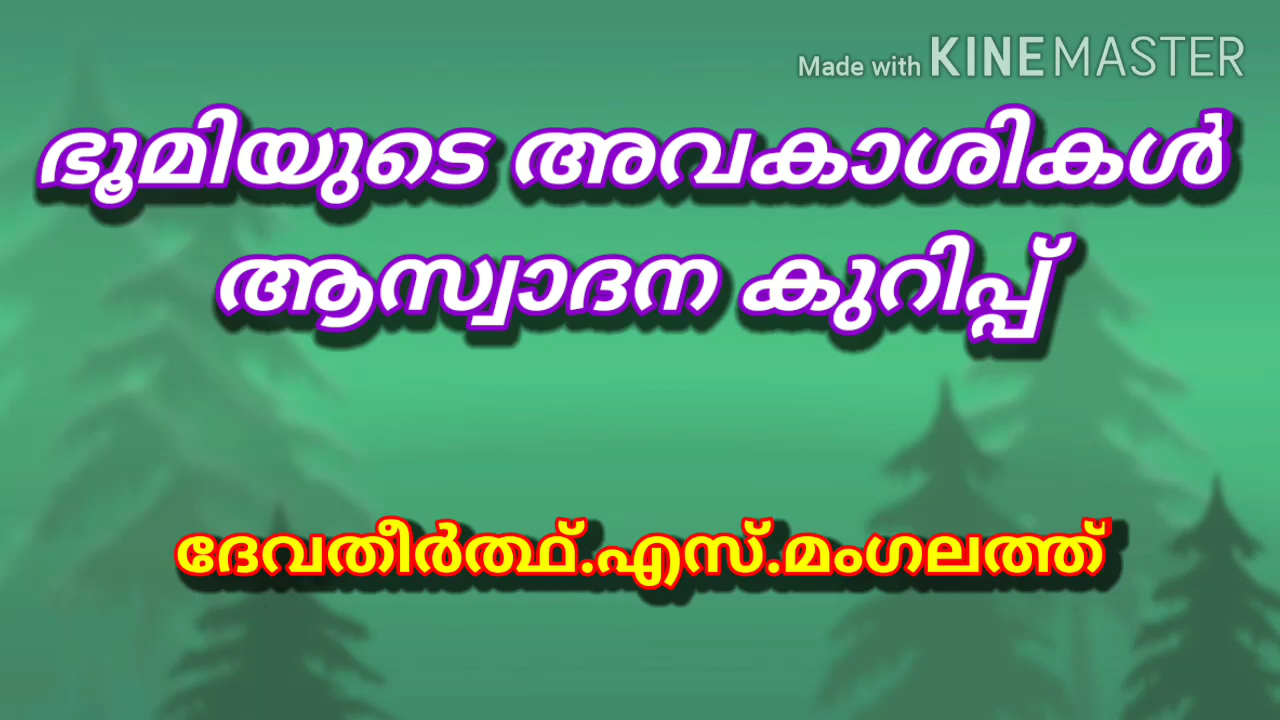 Made with KINEMASTER
ഭൂമിയുടെ അവകാശികൾ
ആസ്വാദന കുറിപ്പ്
ദേവതീർത്ഥ്.എസ്.മംഗലത്ത്